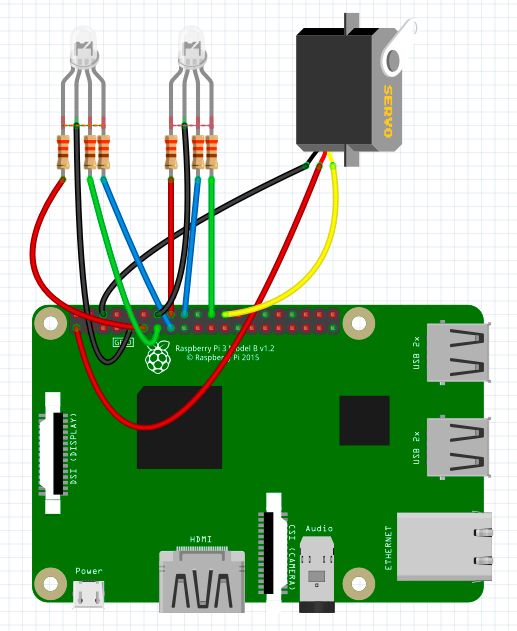 SERVO
GPIO
Raspberry Pi 3 Model B v1.2
© Raspberry Pi 2015
USB 2x
DSI (DISPLAY)
USB 2x
Audio
CSI (CAMERA)
ETHERNET
HDMI
Power